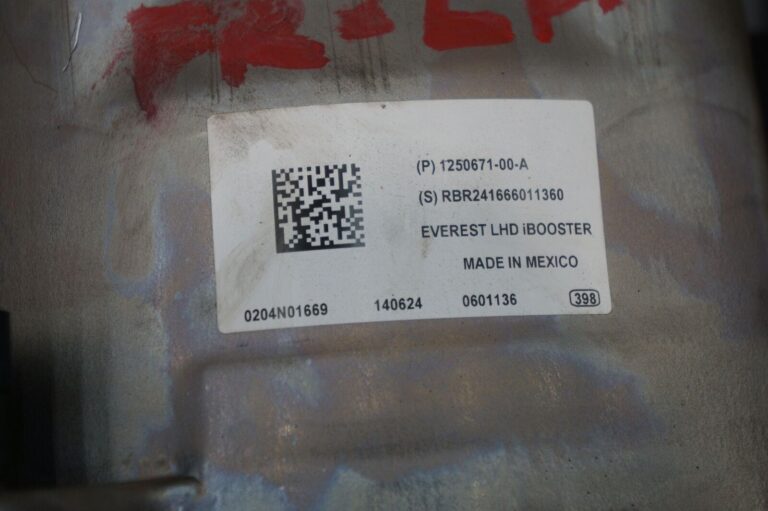 (P) 1250671-00-A
(S) RBR241666011360
EVEREST LHD iBOOSTER
MADE IN MEXICO
0204N01669 140624 0601136 398